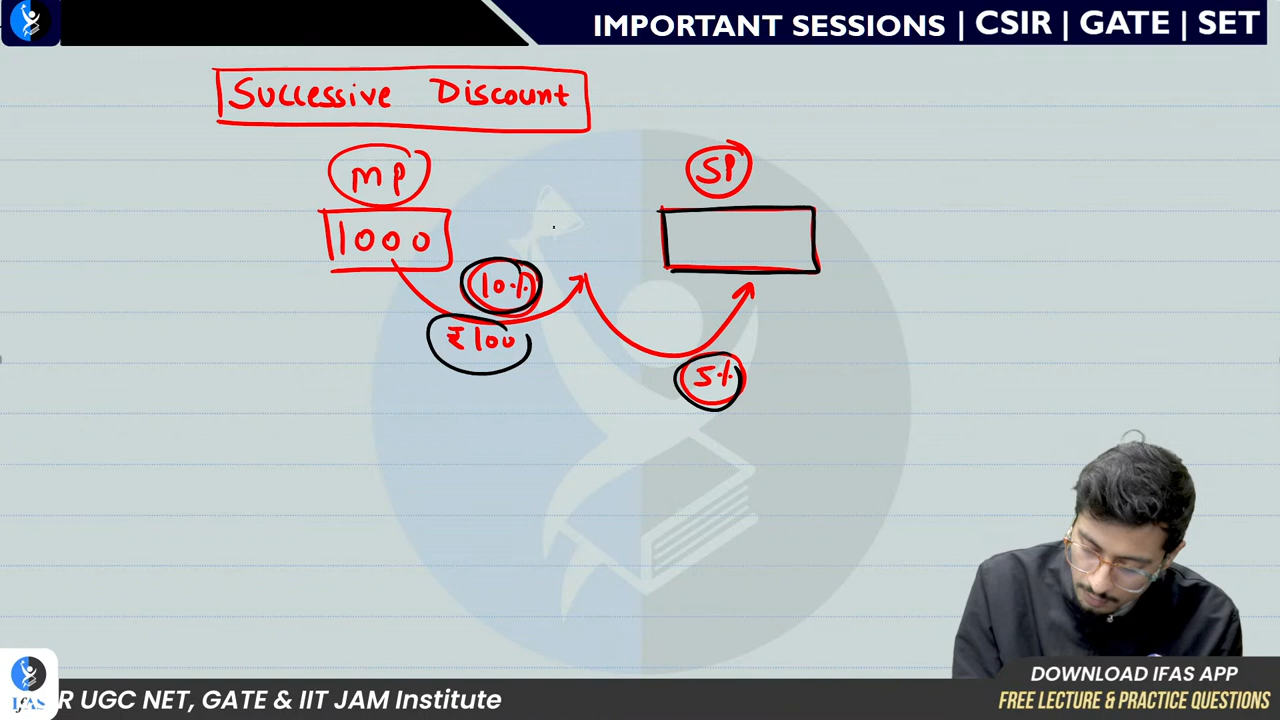 IMPORTANT SESSIONS | CSIR | GATE | SET
Successive Discount
MP
SP
1000
10%
₹100
5%
DOWNLOAD IFAS APP
FREE LECTURE & PRACTICE QUESTIONS
IFAS
R UGC NET, GATE & IIT JAM Institute